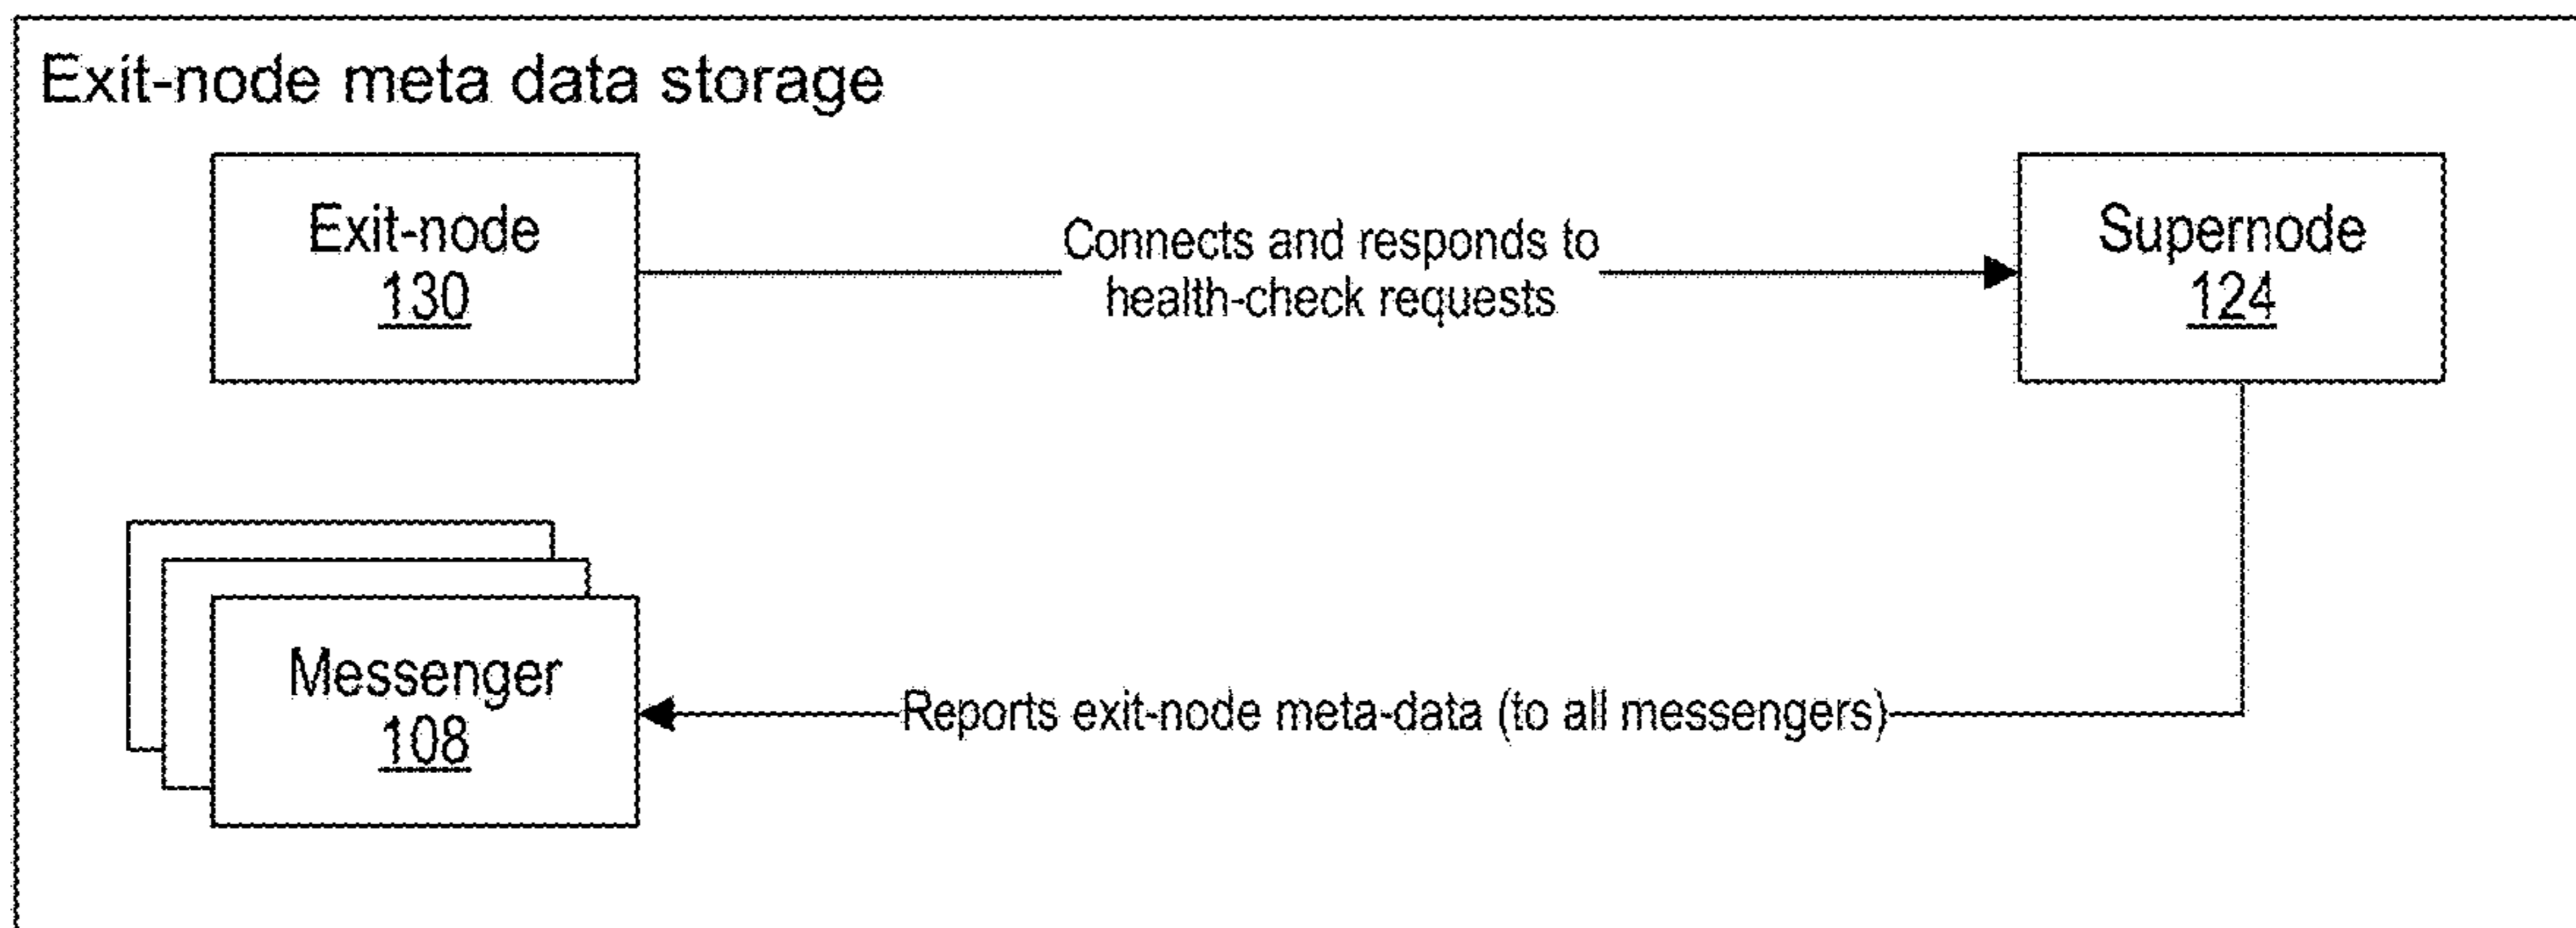 Exit-node meta data storage
Exit-node
130
Connects and responds to
health-check requests
Supernode
124
Messenger
108
Reports exit-node meta-data (to all messengers)